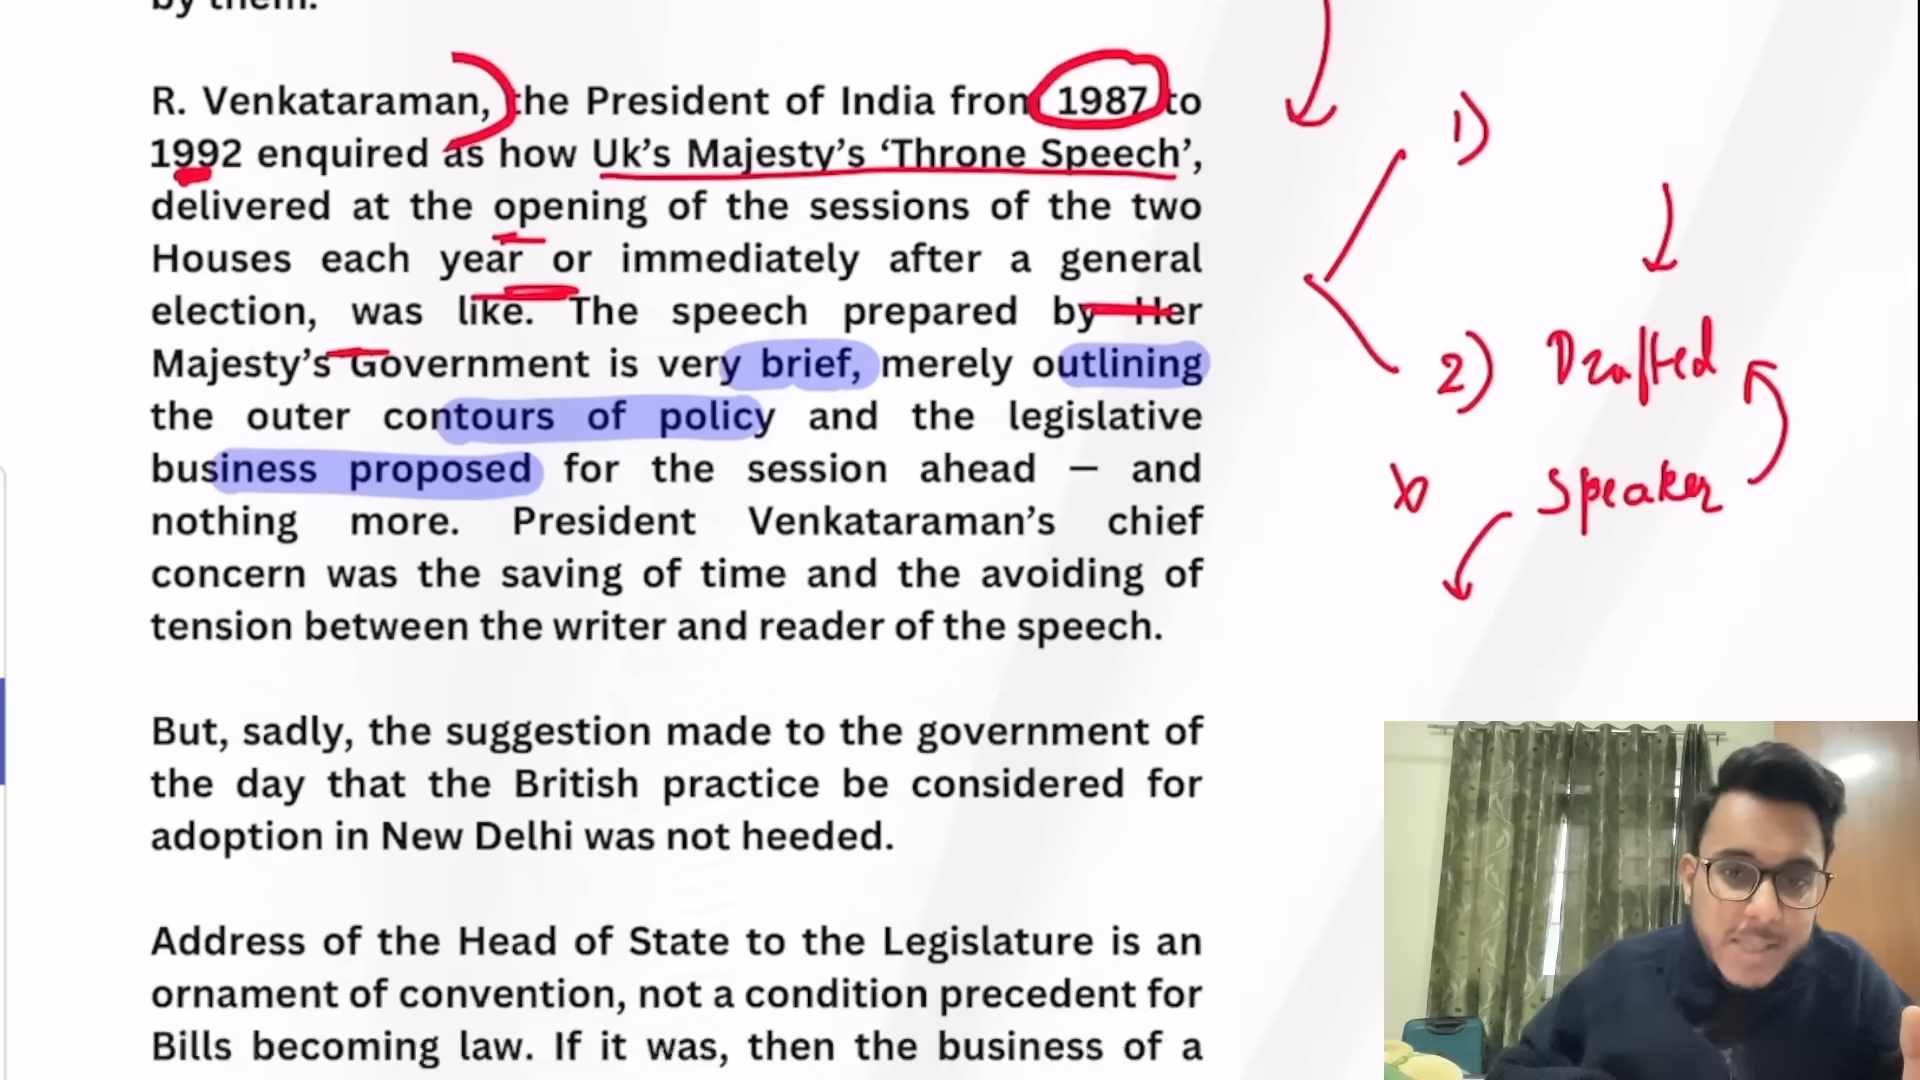 by them.
R. Venkataraman, the President of India from 1987 to
1992 enquired as how Uk's Majesty's 'Throne Speech',
delivered at the opening of the sessions of the two
Houses each year or immediately after a general
election, was like. The speech prepared by Her
Majesty's Government is very brief, merely outlining
the outer contours of policy and the legislative
business proposed for the session ahead — and
nothing more. President Venkataraman's chief
concern was the saving of time and the avoiding of
tension between the writer and reader of the speech.
But, sadly, the suggestion made to the government of
the day that the British practice be considered for
adoption in New Delhi was not heeded.
Address of the Head of State to the Legislature is an
ornament of convention, not a condition precedent for
Bills becoming law. If it was, then the business of a
1)
2) Drafted
Speaker